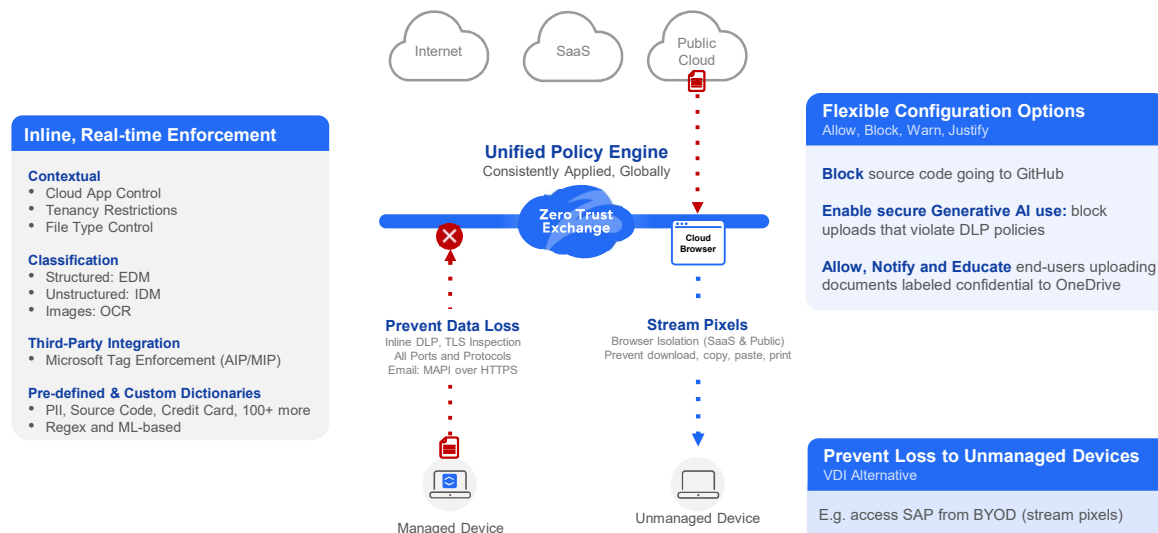 Internet
SaaS
Public
Cloud
Inline, Real-time Enforcement
Contextual
• Cloud App Control
• Tenancy Restrictions
• File Type Control
Classification
• Structured: EDM
• Unstructured: IDM
• Images: OCR
Third-Party Integration
• Microsoft Tag Enforcement (AIP/MIP)
Pre-defined & Custom Dictionaries
• PII, Source Code, Credit Card, 100+ more
• Regex and ML-based
Unified Policy Engine
Consistently Applied, Globally
Zero Trust
Exchange
Cloud
Browser
Prevent Data Loss
Inline DLP, TLS Inspection
All Ports and Protocols
Email: MAPI over HTTPS
Stream Pixels
Browser Isolation (SaaS & Public)
Prevent download, copy, paste, print
Managed Device
Unmanaged Device
Flexible Configuration Options
Allow, Block, Warn, Justify
Block source code going to GitHub
Enable secure Generative AI use: block
uploads that violate DLP policies
Allow, Notify and Educate end-users uploading
documents labeled confidential to OneDrive
Prevent Loss to Unmanaged Devices
VDI Alternative
E.g. access SAP from BYOD (stream pixels)